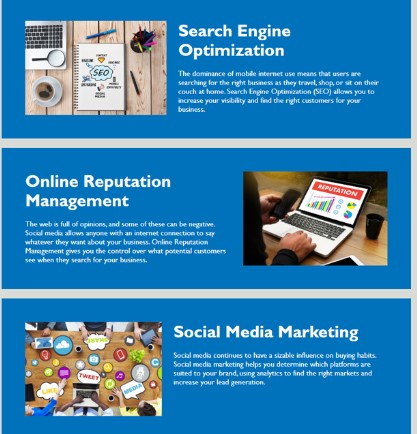 Search Engine
Optimization
The dominance of mobile internet use means that users are
searching for the right business as they travel, shop, or sit on their
couch at home. Search Engine Optimization (SEO) allows you to
increase your visibility and find the right customers for your
business.
SEO
Online Reputation
Management
The web is full of opinions, and some of these can be negative.
Social media allows anyone with an internet connection to say
whatever they want about your business. Online Reputation
Management gives you the control over what potential customers
see when they search for your business.
REPUTATION
Social Media Marketing
Social media continues to have a sizable influence on buying habits.
Social media marketing helps you determine which platforms are
suited to your brand, using analytics to find the right markets and
increase your lead generation.
SHARE
TWEET
LIKE
MEDIA